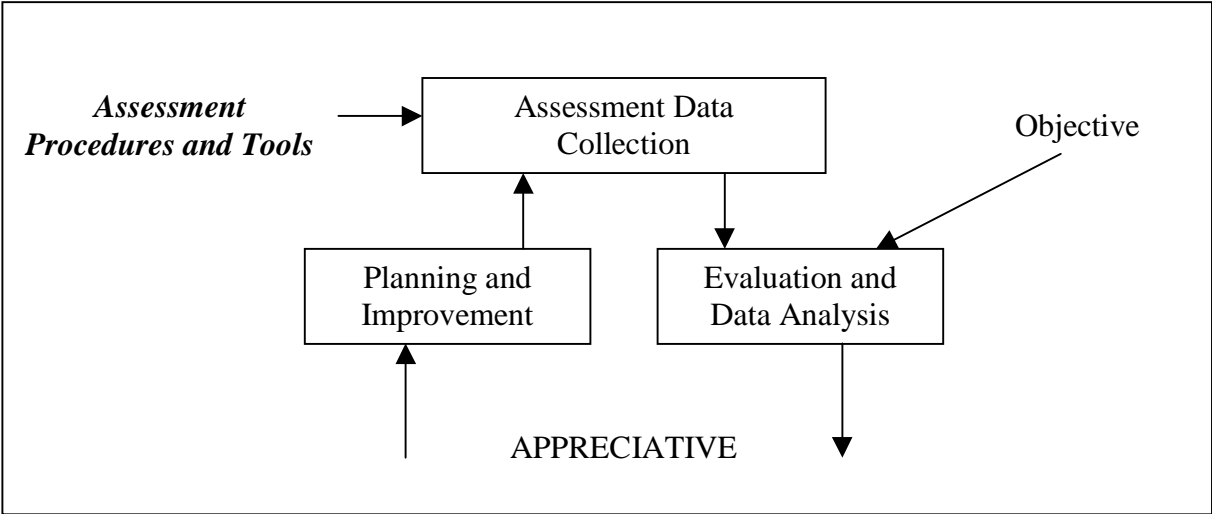 Assessment
Procedures and Tools
Assessment Data
Collection
Objective
Planning and
Improvement
Evaluation and
Data Analysis
APPRECIATIVE